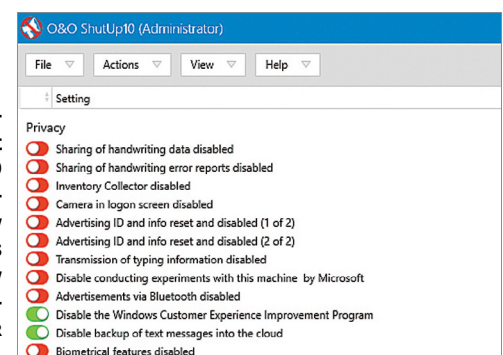 O&O ShutUp10 (Administrator)
File Actions View Help
Setting
Privacy
Sharing of handwriting data disabled
Sharing of handwriting error reports disabled
Inventory Collector disabled
Camera in logon screen disabled
Advertising ID and info reset and disabled (1 of 2)
Advertising ID and info reset and disabled (2 of 2)
Transmission of typing information disabled
Disable conducting experiments with this machine by Microsoft
Advertisements via Bluetooth disabled
Disable the Windows Customer Experience Improvement Program
Disable backup of text messages into the cloud
Biometrical features disabled